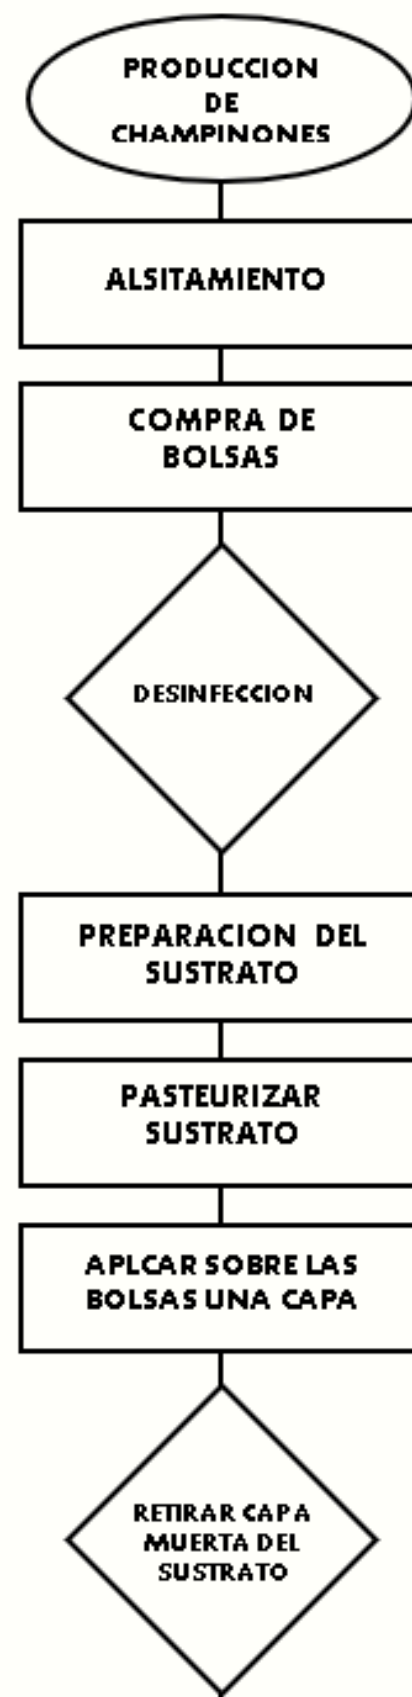 PRODUCCION
DE
CHAMPINONES
ALSITAMIENTO
COMPRA DE
BOLSAS
DESINFECCION
PREPARACION DEL
SUSTRATO
PASTEURIZAR
SUSTRATO
APLCAR SOBRE LAS
BOLSAS UNA CAPA
RETIRAR CAPA
MUERTA DEL
SUSTRATO